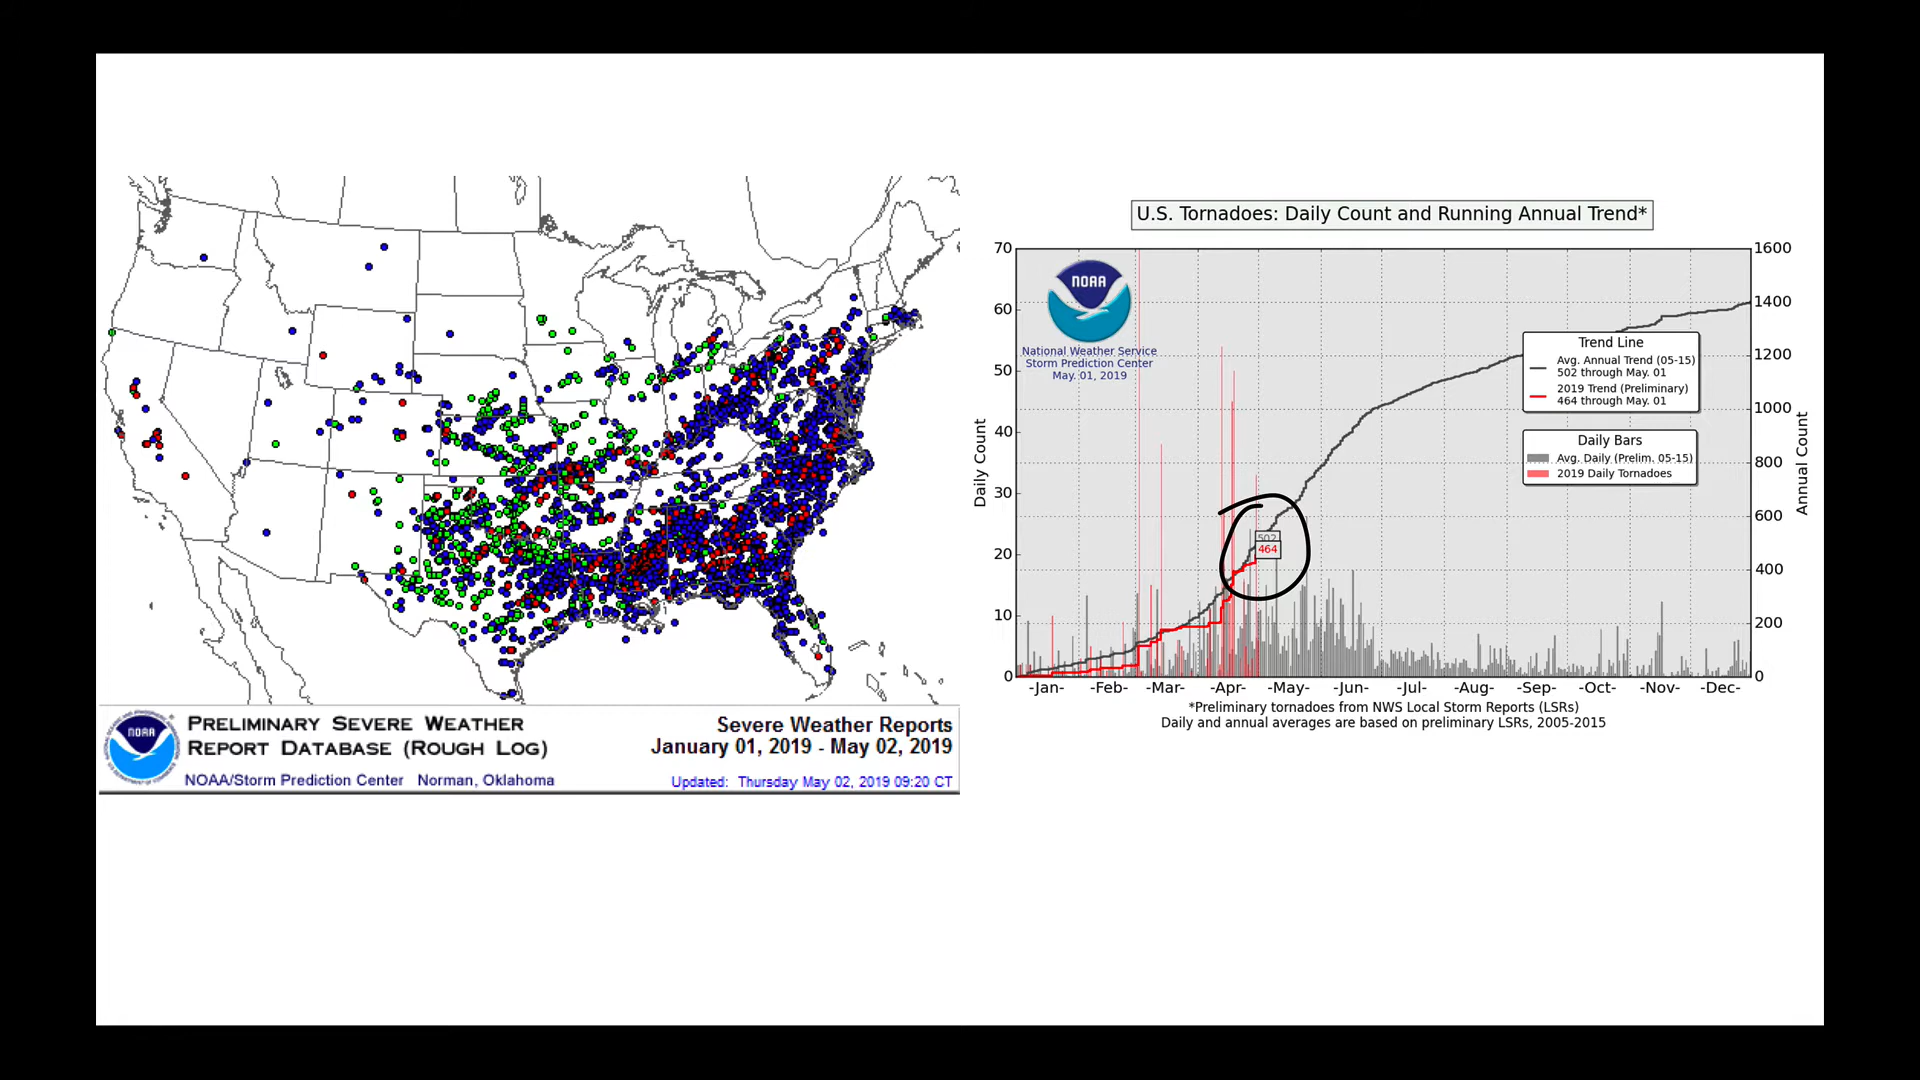 NOAA
PRELIMINARY SEVERE WEATHER
REPORT DATABASE (ROUGH LOG)
NOAA/Storm Prediction Center Norman, Oklahoma
Severe Weather Reports
January 01, 2019 - May 02, 2019
Updated: Thursday May 02, 2019 09:20 CT
U.S. Tornadoes: Daily Count and Running Annual Trend*
NOAA
National Weather Service
Storm Prediction Center
May. 01, 2019
Daily Count
70
60
50
40
30
20
10
0
1600
1400
1200
1000
800
600
400
200
0
Annual Count
Trend Line
Avg. Annual Trend (05-15)
502 through May. 01
2019 Trend (Preliminary)
464 through May. 01
Daily Bars
Avg. Daily (Prelim. 05-15)
2019 Daily Tornadoes
502
464
-Jan- -Feb- -Mar- -Apr- -May- -Jun- -Jul- -Aug- -Sep- -Oct- -Nov- -Dec-
*Preliminary tornadoes from NWS Local Storm Reports (LSRs)
Daily and annual averages are based on preliminary LSRs, 2005-2015